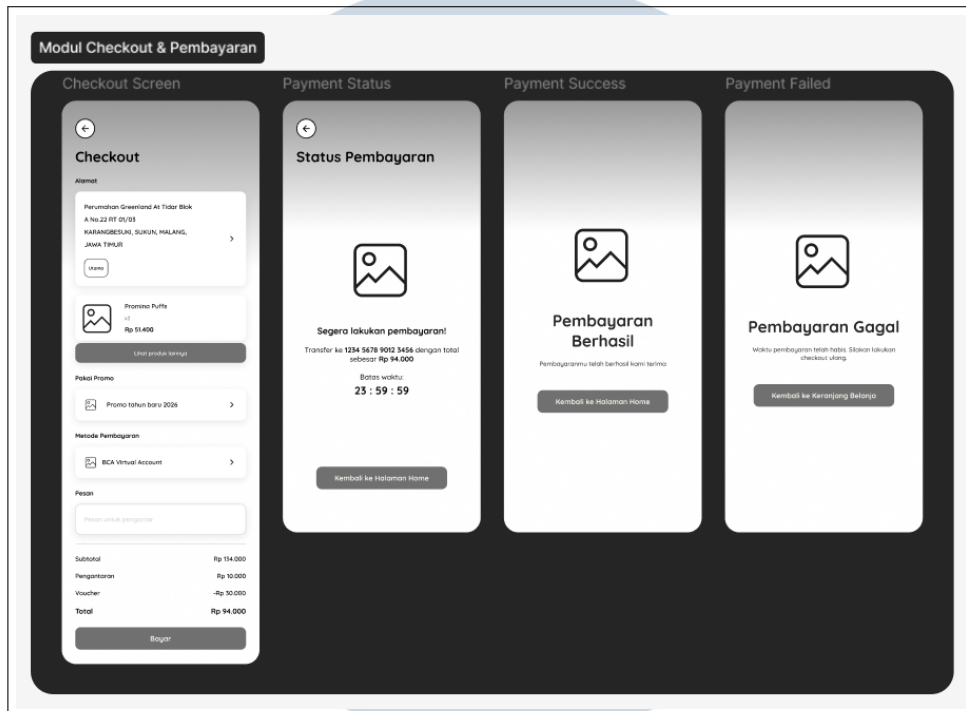 Modul Checkout & Pembayaran
Checkout Screen
Checkout
Alamat
Perumahan Greenland At Tidar Blok
A No.22 RT 01/03
KARANGBESUKI, SUKUN, MALANG,
JAWA TIMUR
Utama
Promina Puffs
Rp 51.400
Lihat produk lainnya
Pakai Promo
Promo tahun baru 2026
Metode Pembayaran
BCA Virtual Account
Pesan
Pesan untuk pengantar
Subtotal Rp 114.000
Pengantaran Rp 10.000
Voucher -Rp 30.000
Total Rp 94.000
Bayar
Payment Status
Status Pembayaran
Segera lakukan pembayaran!
Transfer ke 1234 5678 9012 3456 dengan total
sebesar Rp 94.000
Batas waktu:
23 : 59 : 59
Kembali ke Halaman Home
Payment Success
Pembayaran
Berhasil
Pembayaranmu telah berhasil kami terima
Kembali ke Halaman Home
Payment Failed
Pembayaran Gagal
Waktu pembayaran telah habis. Silakan lakukan
checkout ulang.
Kembali ke Keranjang Belanja